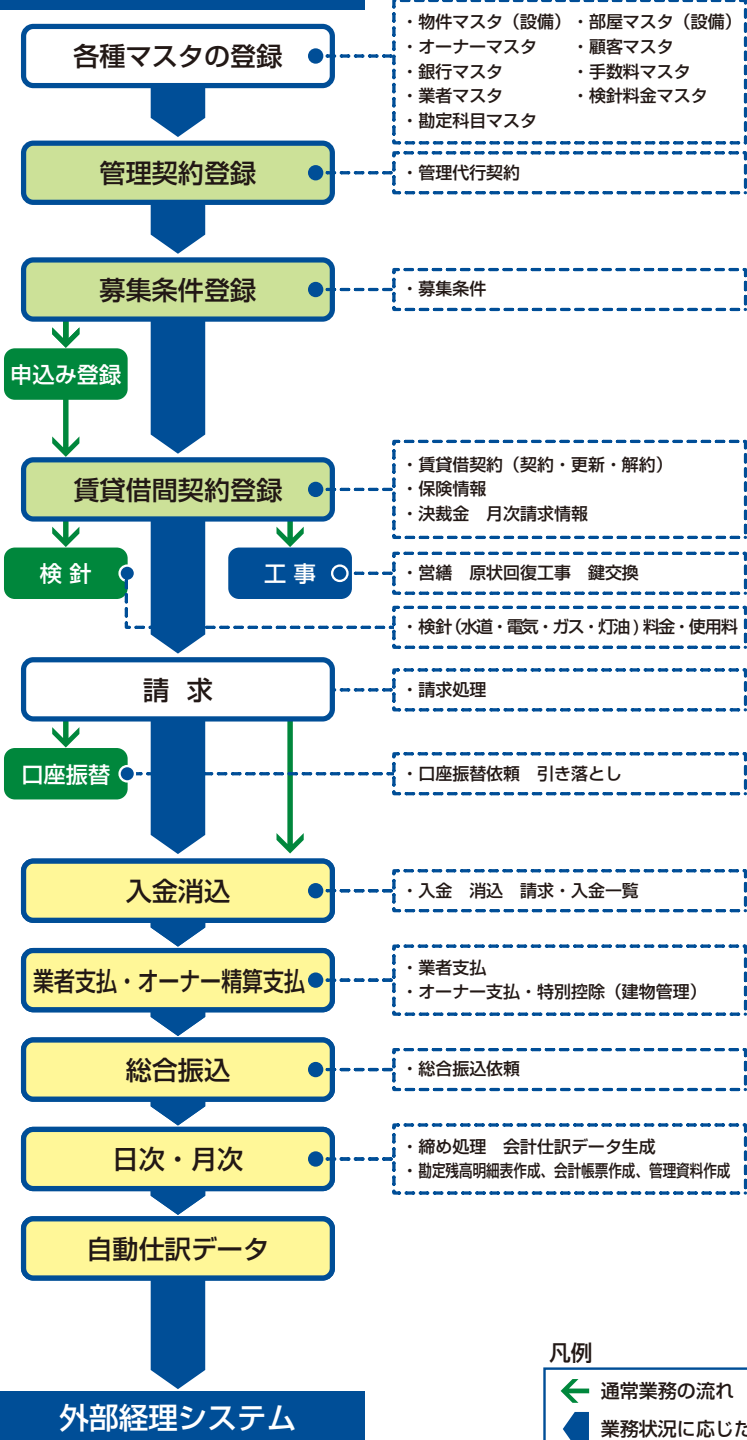 各種マスタの登録
・物件マスタ（設備） ・部屋マスタ（設備）
・オーナーマスタ ・顧客マスタ
・銀行マスタ ・手数料マスタ
・業者マスタ ・検針料金マスタ
・勘定科目マスタ
管理契約登録
・管理代行契約
募集条件登録
・募集条件
申込み登録
賃貸借間契約登録
・賃貸借契約（契約・更新・解約）
・保険情報
・決裁金 月次請求情報
検 針
工 事
・営繕 原状回復工事 鍵交換
・検針(水道・電気・ガス・灯油)料金・使用料
請 求
・請求処理
口座振替
・口座振替依頼 引き落とし
入金消込
・入金 消込 請求・入金一覧
業者支払・オーナー精算支払
・業者支払
・オーナー支払・特別控除（建物管理）
総合振込
・総合振込依頼
日次・月次
・締め処理 会計仕訳データ生成
・勘定残高明細表作成、会計帳票作成、管理資料作成
自動仕訳データ
外部経理システム
凡例
通常業務の流れ
業務状況に応じた